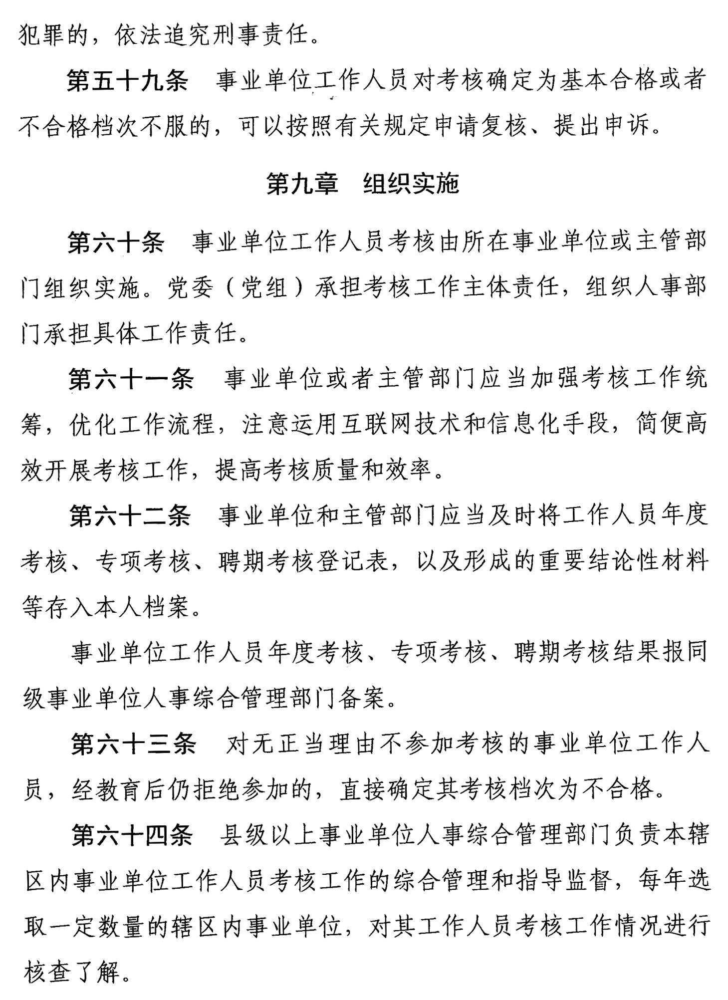 犯罪的，依法追究刑事责任。
第五十九条　事业单位工作人员对考核确定为基本合格或者
不合格档次不服的，可以按照有关规定申请复核、提出申诉。
第九章　组织实施
第六十条　事业单位工作人员考核由所在事业单位或主管部
门组织实施。党委（党组）承担考核工作主体责任，组织人事部
门承担具体工作责任。
第六十一条　事业单位或者主管部门应当加强考核工作统
筹，优化工作流程，注意运用互联网技术和信息化手段，简便高
效开展考核工作，提高考核质量和效率。
第六十二条　事业单位和主管部门应当及时将工作人员年度
考核、专项考核、聘期考核登记表，以及形成的重要结论性材料
等存入本人档案。
事业单位工作人员年度考核、专项考核、聘期考核结果报同
级事业单位人事综合管理部门备案。
第六十三条　对无正当理由不参加考核的事业单位工作人
员，经教育后仍拒绝参加的，直接确定其考核档次为不合格。
第六十四条　县级以上事业单位人事综合管理部门负责本辖
区内事业单位工作人员考核工作的综合管理和指导监督，每年选
取一定数量的辖区内事业单位，对其工作人员考核工作情况进行
核查了解。